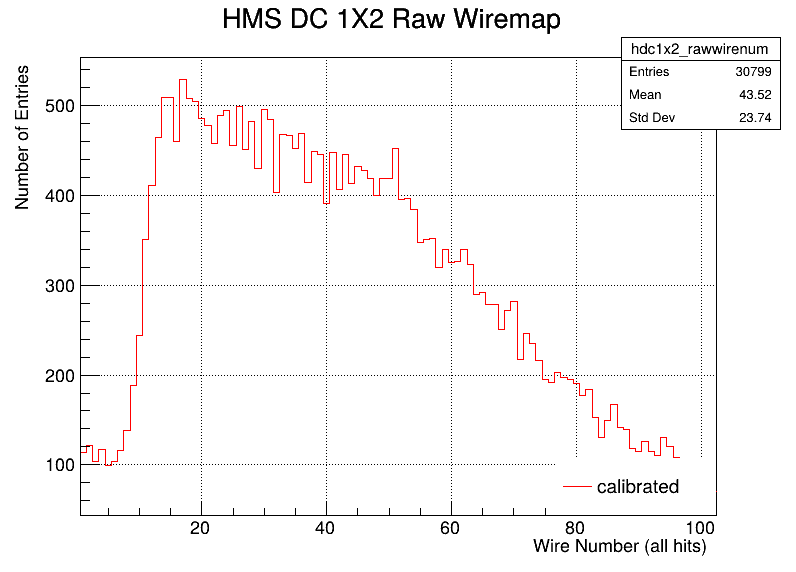 HMS DC 1X2 Raw Wiremap
hdc1x2_rawwirenum
Entries 30799
Mean 43.52
Std Dev 23.74
Number of Entries
500
400
300
200
100
calibrated
20 40 60 80 100
Wire Number (all hits)